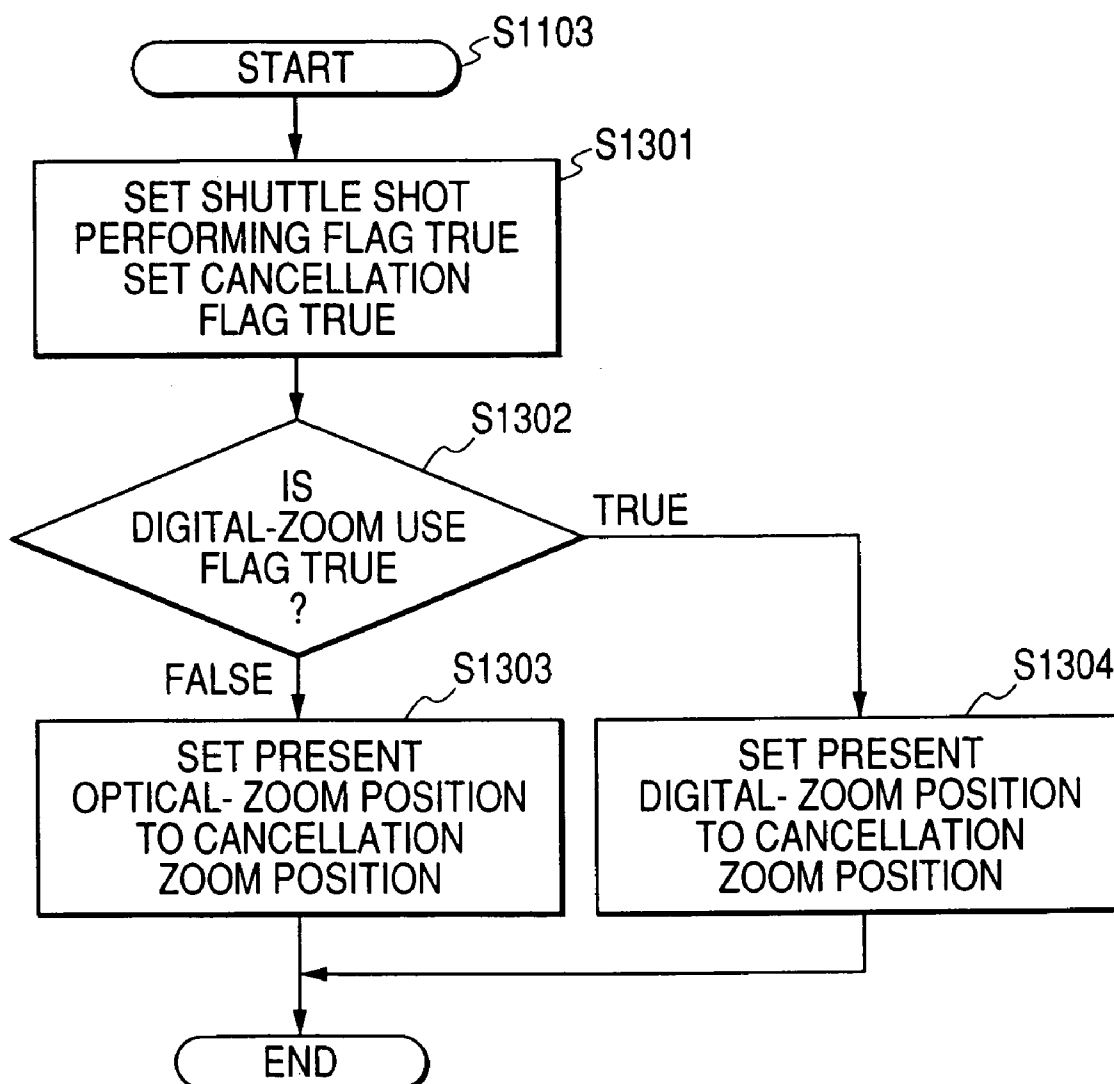 S1103
START
S1301
SET SHUTTLE SHOT
PERFORMING FLAG TRUE
SET CANCELLATION
FLAG TRUE
S1302
IS
DIGITAL-ZOOM USE
FLAG TRUE
?
TRUE
FALSE
S1303
SET PRESENT
OPTICAL- ZOOM POSITION
TO CANCELLATION
ZOOM POSITION
S1304
SET PRESENT
DIGITAL- ZOOM POSITION
TO CANCELLATION
ZOOM POSITION
END